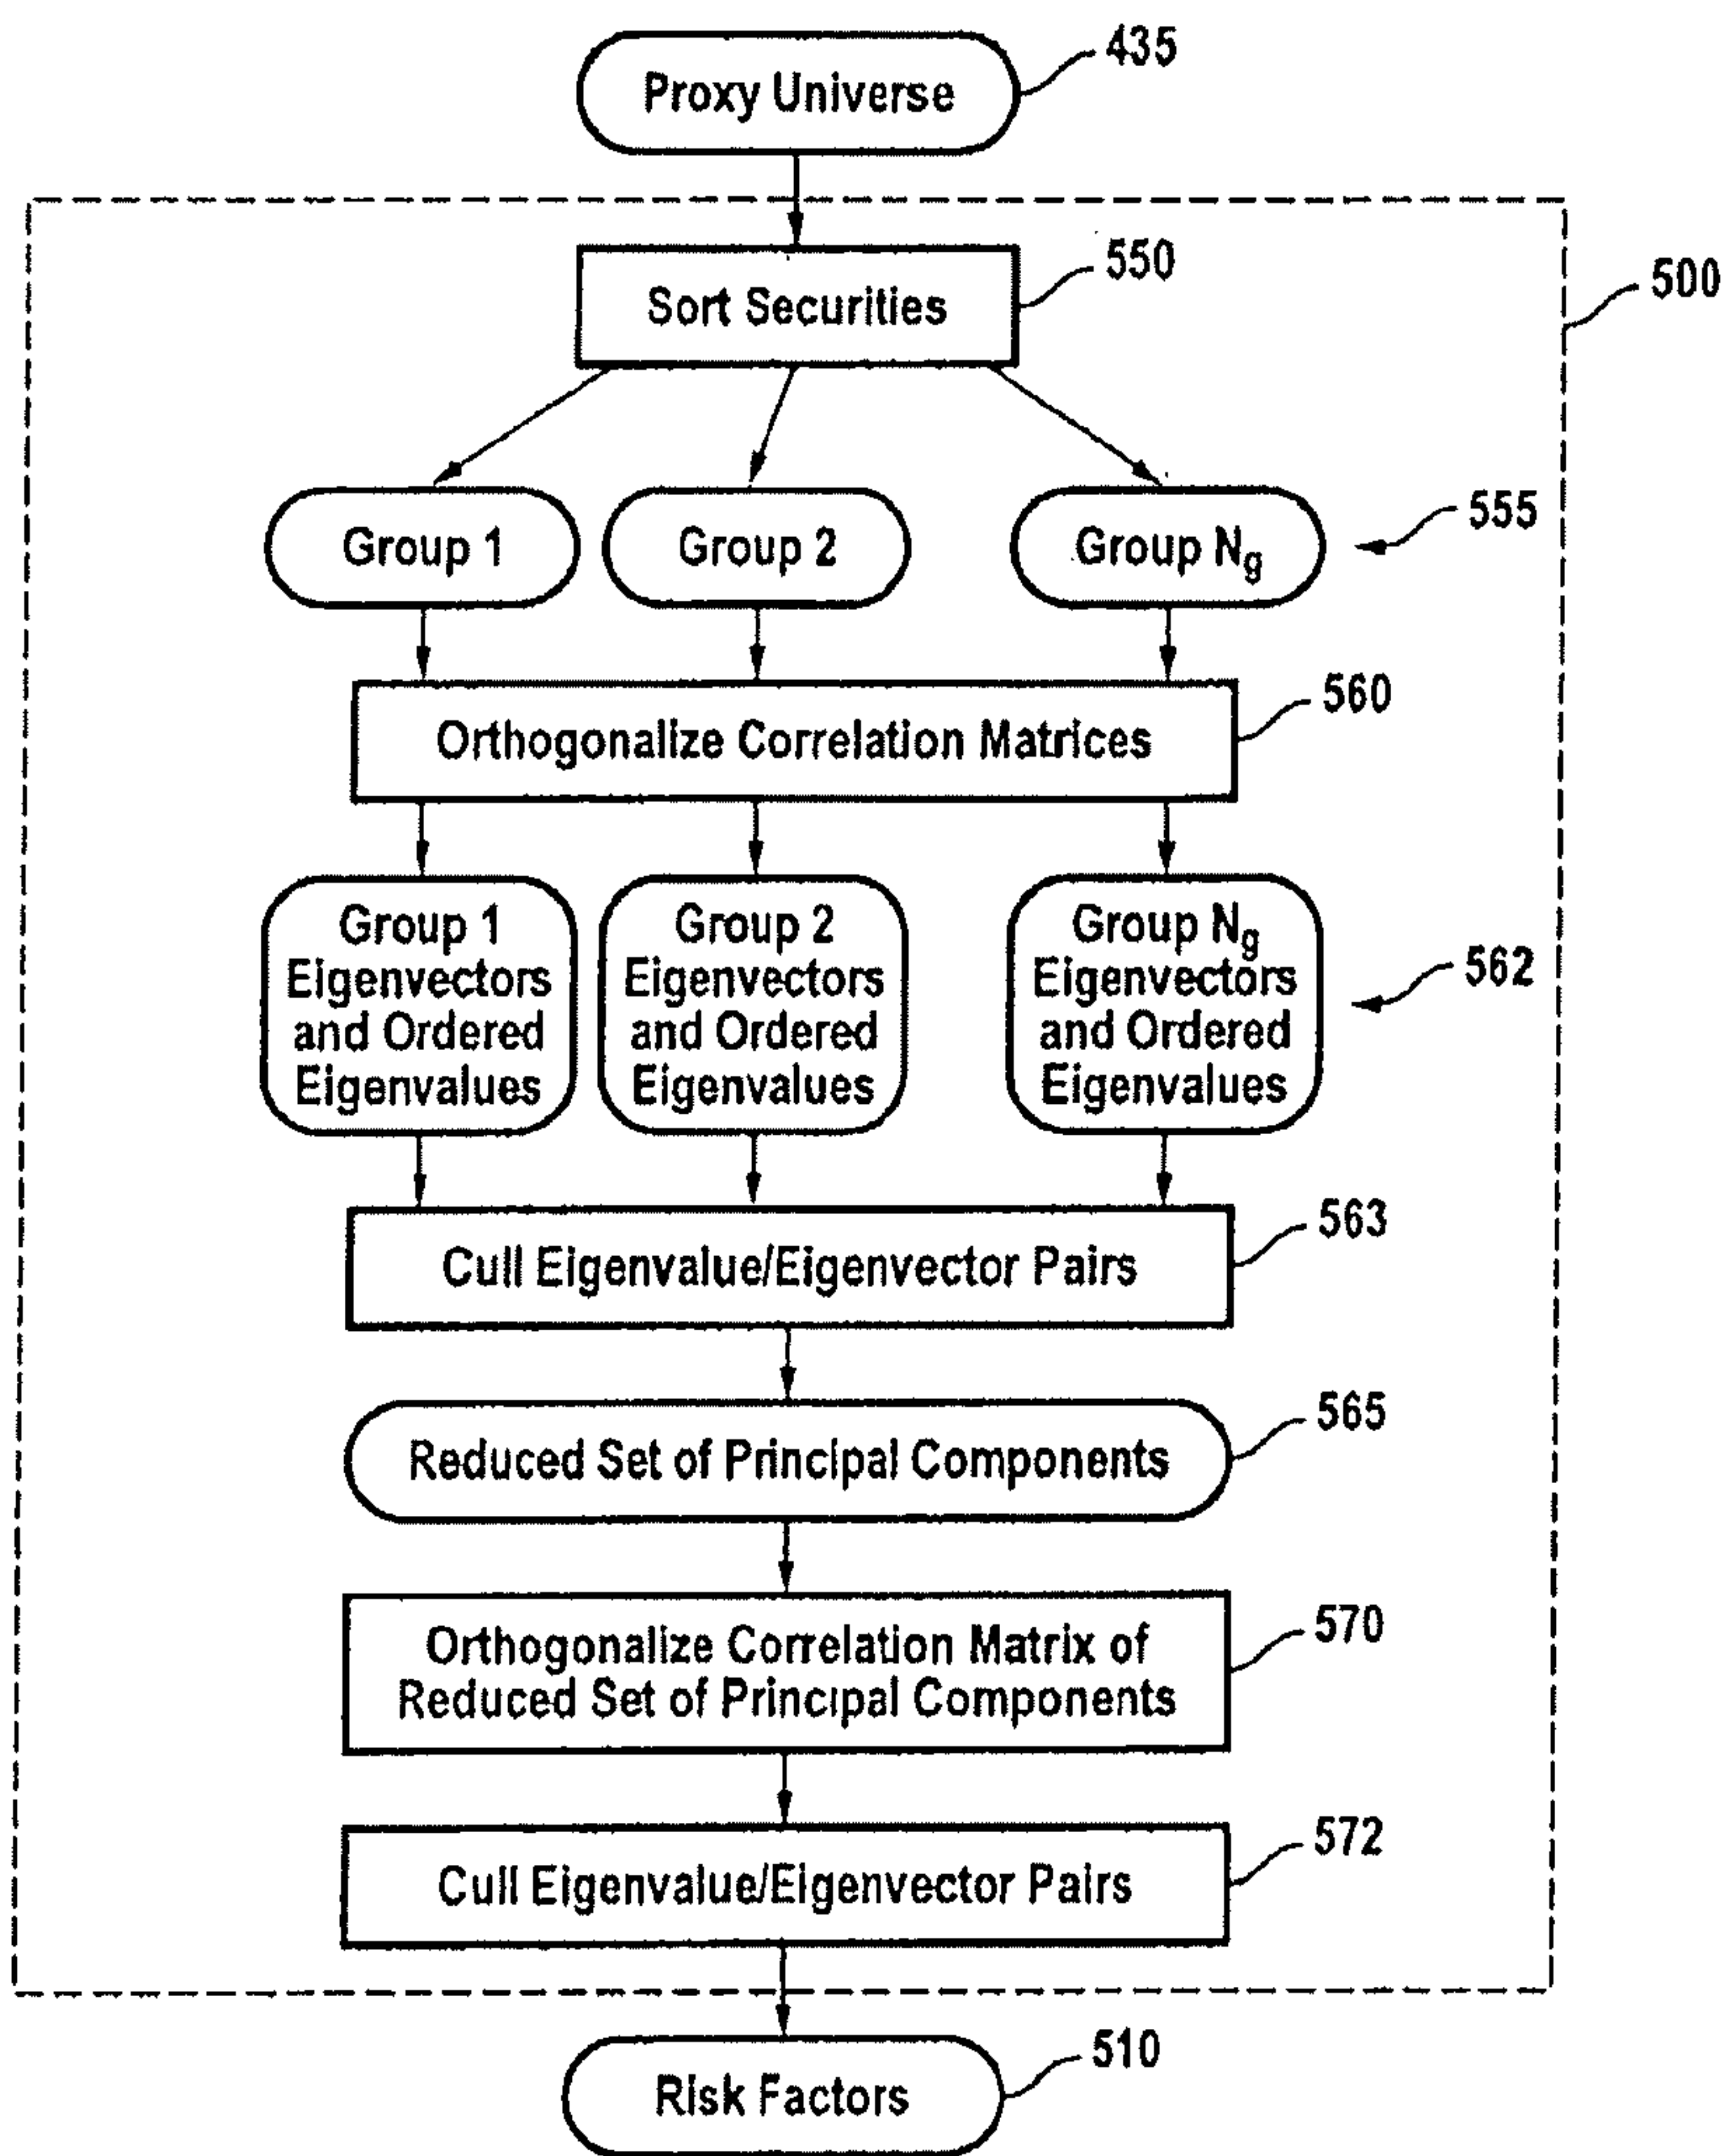 435
Proxy Universe
550
Sort Securities
500
Group 1
Group 2
Group Ng
555
560
Orthogonalize Correlation Matrices
Group 1
Eigenvectors
and Ordered
Eigenvalues
Group 2
Eigenvectors
and Ordered
Eigenvalues
Group Ng
Eigenvectors
and Ordered
Eigenvalues
562
563
Cull Eigenvalue/Eigenvector Pairs
565
Reduced Set of Principal Components
570
Orthogonalize Correlation Matrix of
Reduced Set of Principal Components
572
Cull Eigenvalue/Eigenvector Pairs
510
Risk Factors